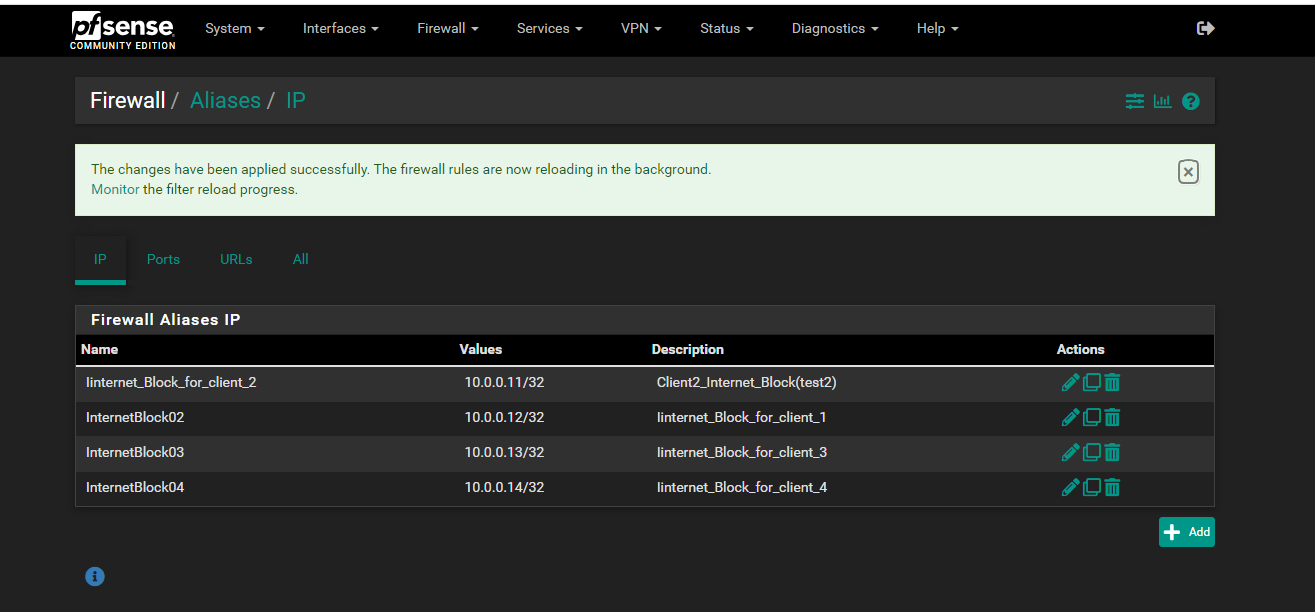 pfsense
COMMUNITY EDITION
System Interfaces Firewall Services VPN Status Diagnostics Help
Firewall / Aliases / IP
The changes have been applied successfully. The firewall rules are now reloading in the background.
Monitor the filter reload progress.
IP Ports URLs All
Firewall Aliases IP
Name Values Description Actions
Iinternet_Block_for_client_2 10.0.0.11/32 Client2_Internet_Block(test2)
InternetBlock02 10.0.0.12/32 Iinternet_Block_for_client_1
InternetBlock03 10.0.0.13/32 Iinternet_Block_for_client_3
InternetBlock04 10.0.0.14/32 Iinternet_Block_for_client_4
Add